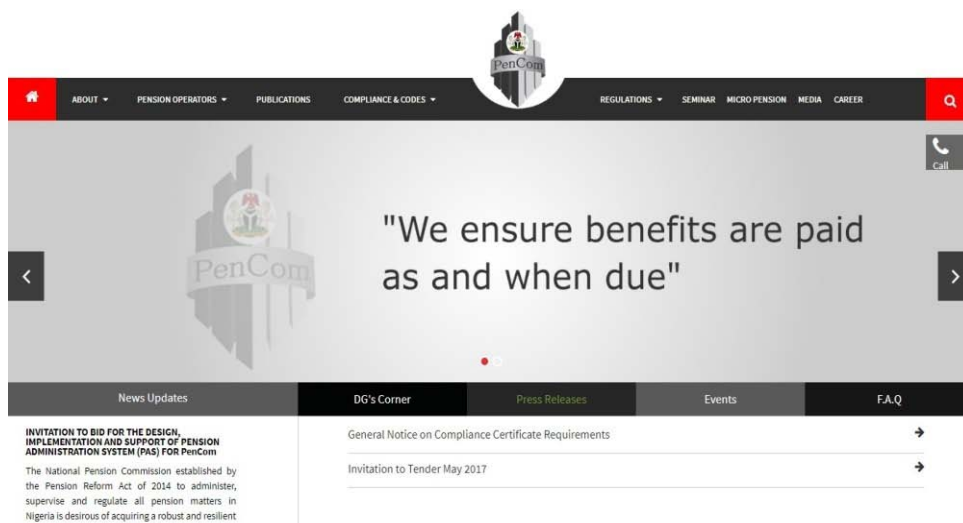 PenCom
ABOUT PENSION OPERATORS PUBLICATIONS COMPLIANCE & CODES REGULATIONS SEMINAR MICRO PENSION MEDIA CAREER
Call
PenCom
"We ensure benefits are paid
as and when due"
News Updates DG's Corner Press Releases Events F.A.Q
INVITATION TO BID FOR THE DESIGN,
IMPLEMENTATION AND SUPPORT OF PENSION
ADMINISTRATION SYSTEM (PAS) FOR PenCom
The National Pension Commission established by
the Pension Reform Act of 2014 to administer,
supervise and regulate all pension matters in
Nigeria is desirous of acquiring a robust and resilient
General Notice on Compliance Certificate Requirements
Invitation to Tender May 2017